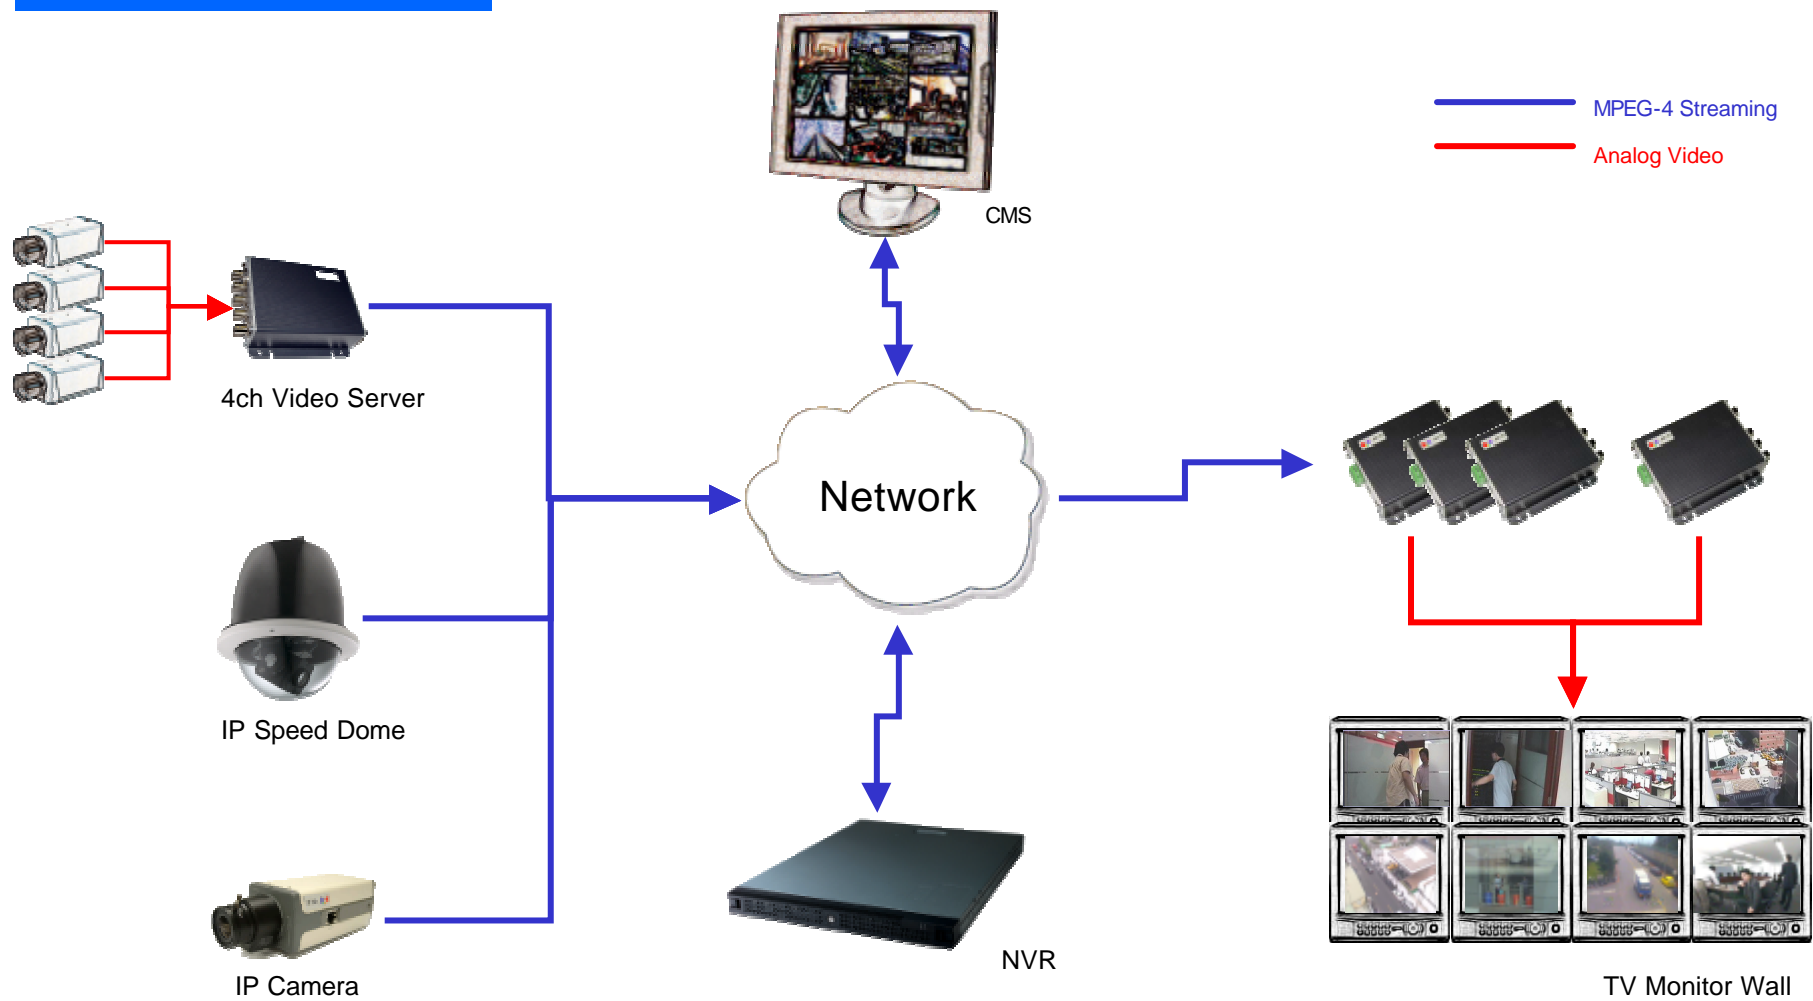 CMS
MPEG-4 Streaming
Analog Video
4ch Video Server
Network
IP Speed Dome
IP Camera
NVR
TV Monitor Wall